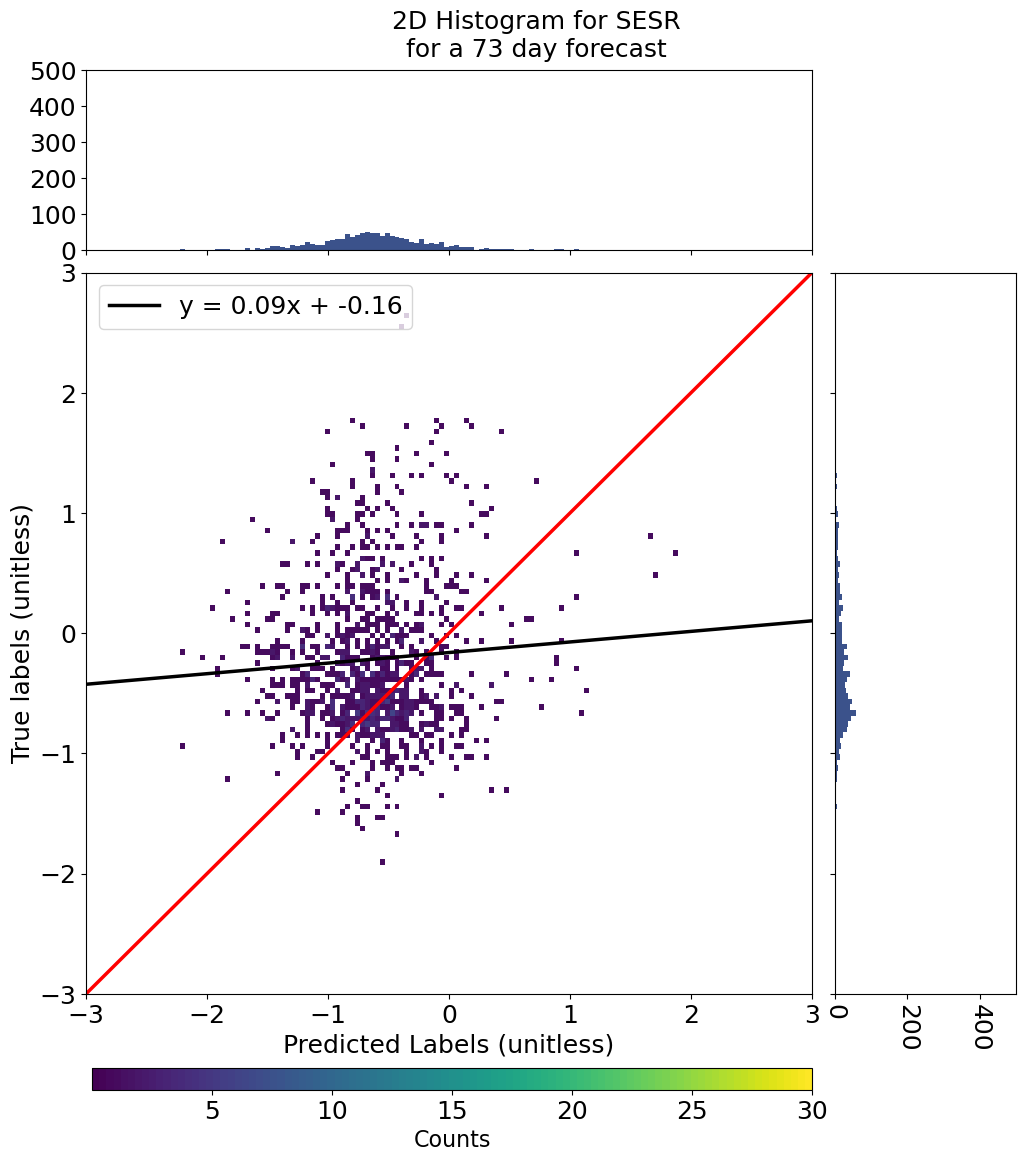 2D Histogram for SESR
for a 73 day forecast
500
400
300
200
100
0
3
2
1
0
−1
−2
−3
True labels (unitless)
y = 0.09x + -0.16
−3 −2 −1 0 1 2 3
Predicted Labels (unitless)
0 200 400
5 10 15 20 25 30
Counts